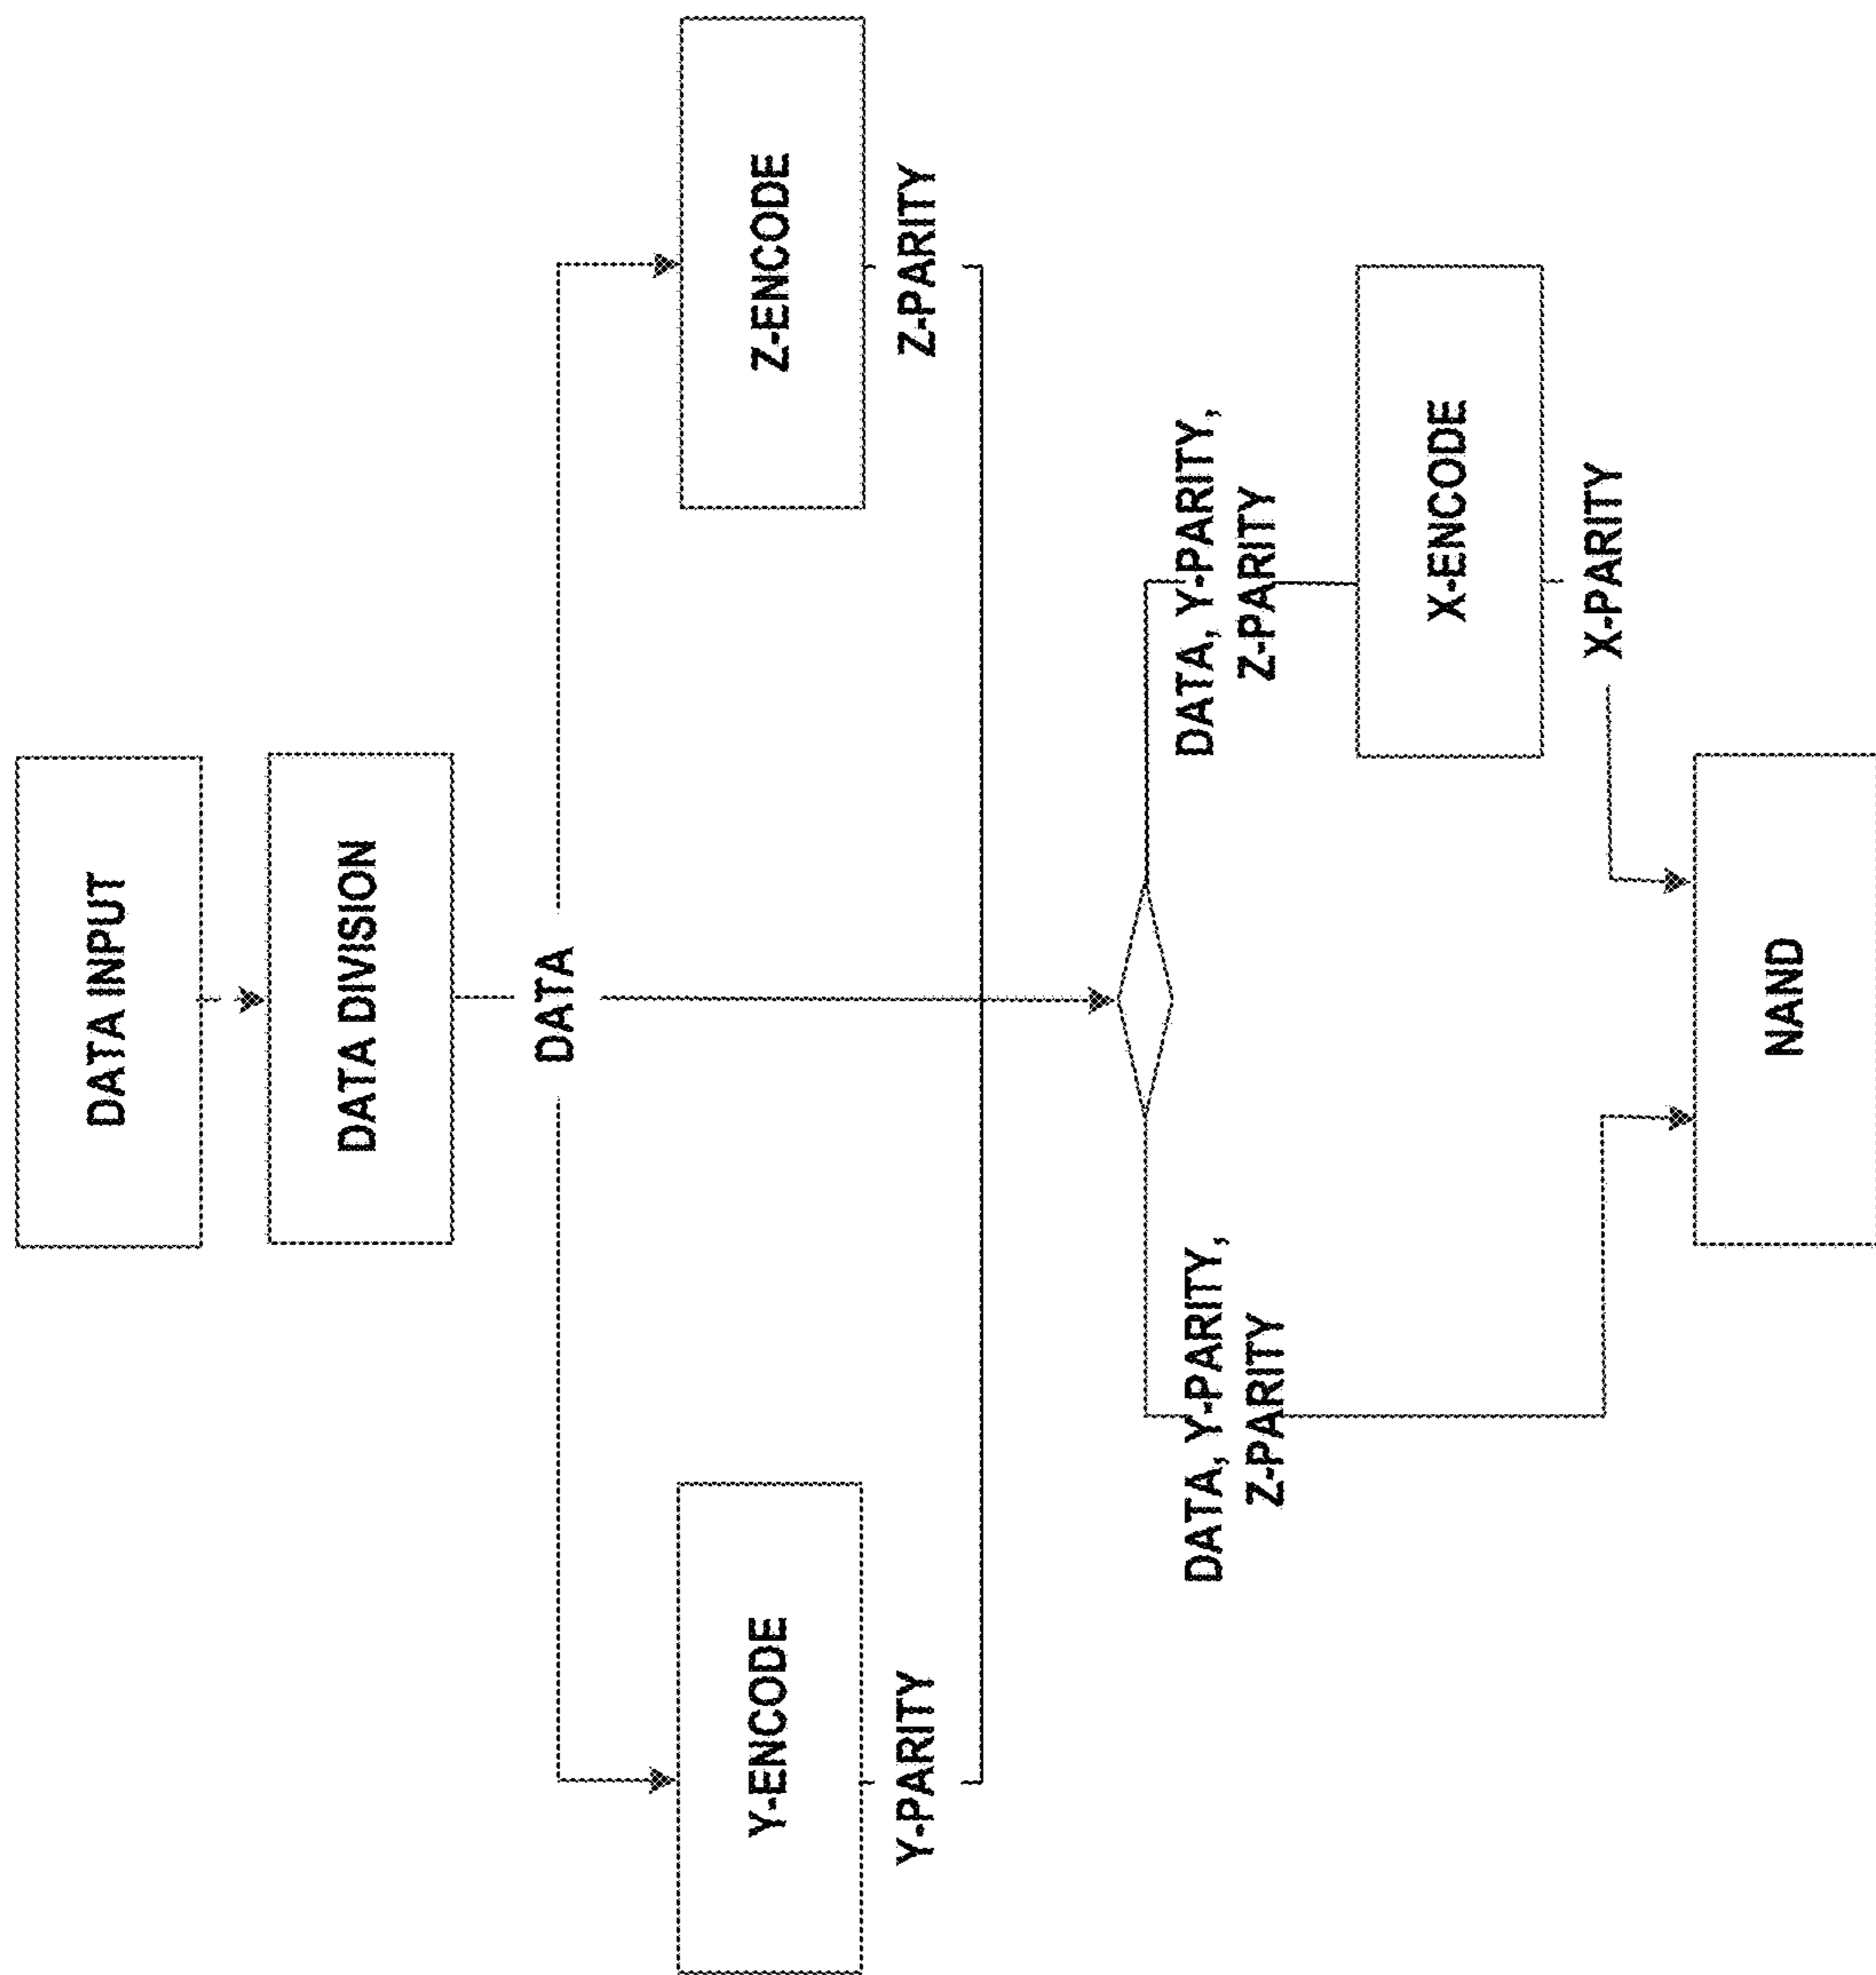 DATA INPUT
DATA DIVISION
DATA
Y-ENCODE
Z-ENCODE
Y-PARITY
Z-PARITY
DATA, Y-PARITY,
Z-PARITY
DATA, Y-PARITY,
Z-PARITY
X-ENCODE
X-PARITY
NAND